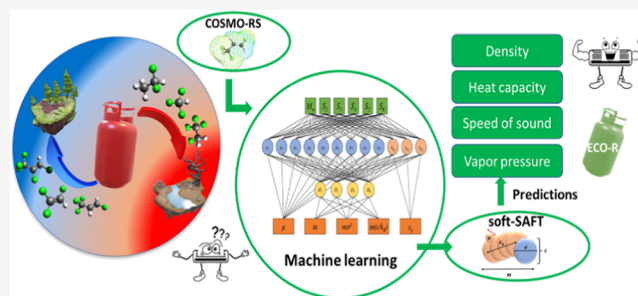 COSMO-RS
Density
Heat capacity
Speed of sound
ECO-R
Vapor pressure
Predictions
soft-SAFT
???
Machine learning
μ
m